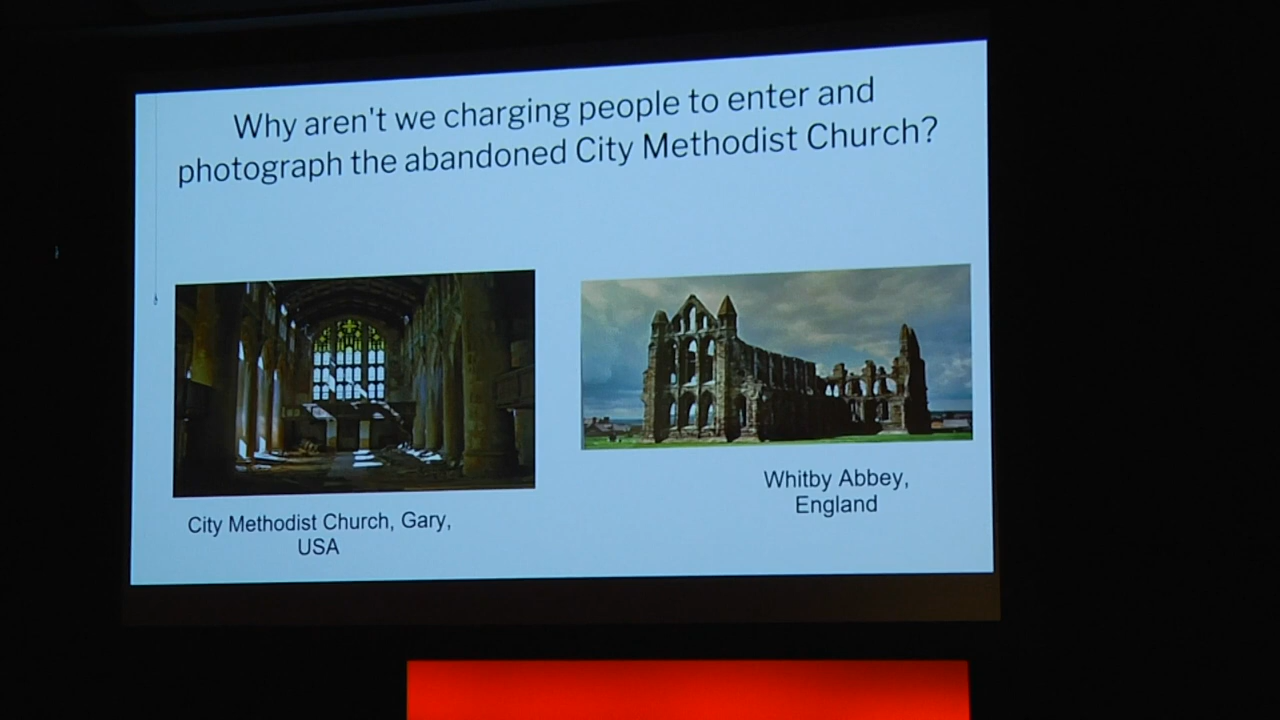 Why aren't we charging people to enter and
photograph the abandoned City Methodist Church?
City Methodist Church, Gary,
USA
Whitby Abbey,
England